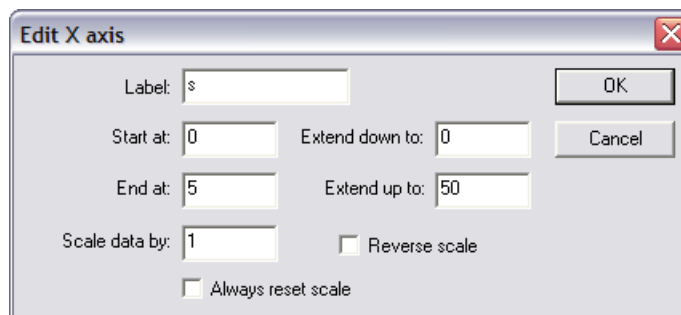 Edit X axis
Label: s OK
Start at: 0 Extend down to: 0 Cancel
End at: 5 Extend up to: 50
Scale data by: 1 Reverse scale
Always reset scale